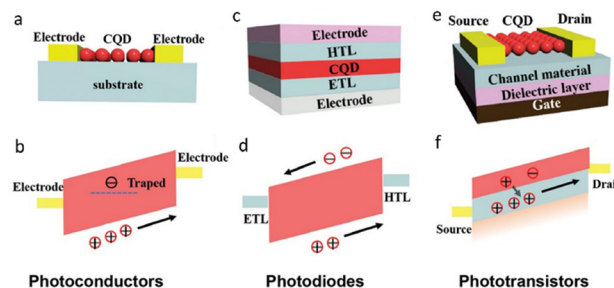 a
Electrode CQD Electrode
substrate
b
Electrode
Traped
Electrode
Photoconductors
c
Electrode
HTL
CQD
ETL
Electrode
d
ETL
HTL
Photodiodes
e
Source CQD Drain
Channel material
Dielectric layer
Gate
f
Drain
Source
Phototransistors